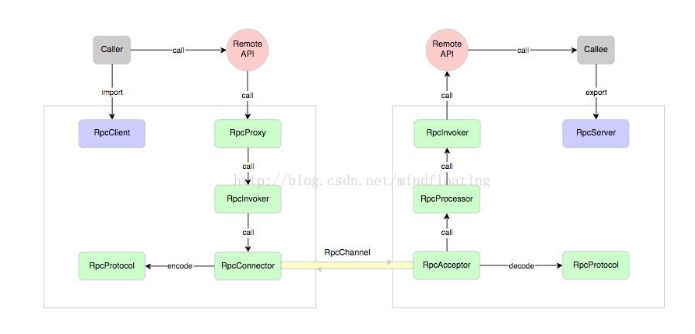 Caller
call
Remote
API
Remote
API
call
Callee
import
call
call
export
RpcClient
RpcProxy
RpcInvoker
RpcServer
call
call
http://blog.csdn.net/mindfloating
RpcInvoker
RpcProcessor
call
call
RpcChannel
RpcProtocol
encode
RpcConnector
RpcAcceptor
decode
RpcProtocol